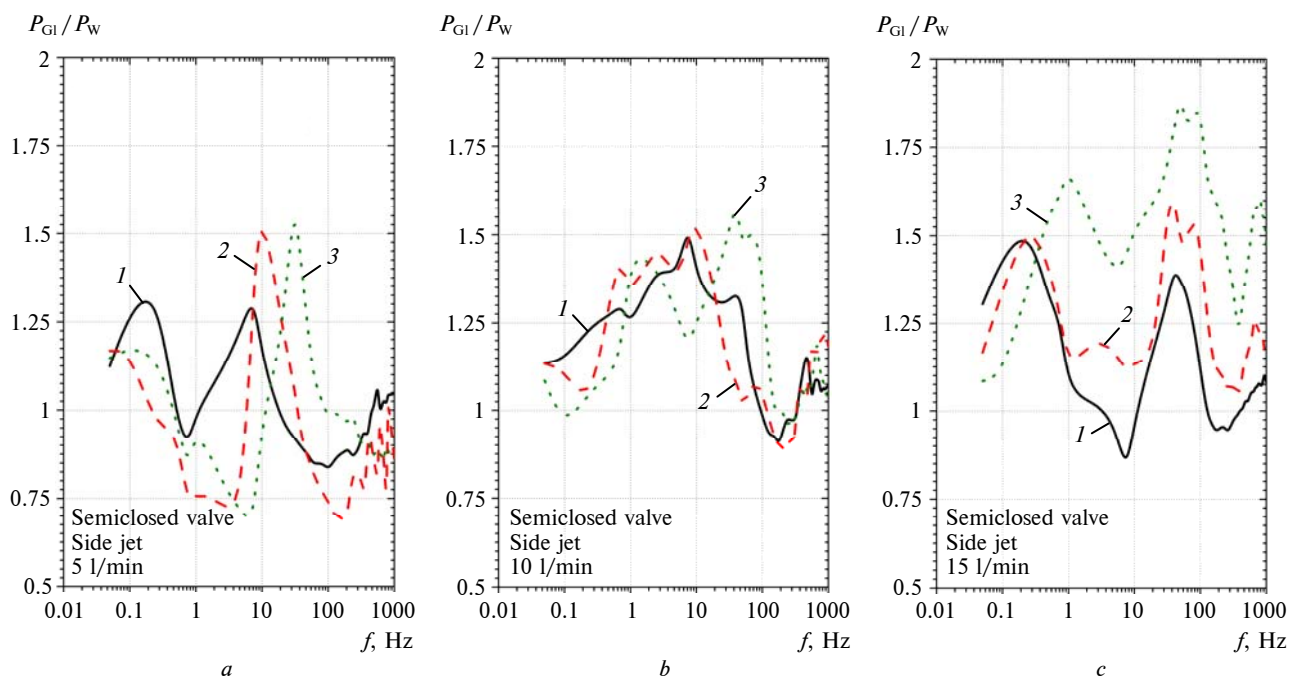 P_Gl / P_W
2
1.75
1.5
1.25
1
0.75
0.5
1
2
3
Semiclosed valve
Side jet
5 l/min
0.01 0.1 1 10 100 1000
f, Hz
a
P_Gl / P_W
2
1.75
1.5
1.25
1
0.75
0.5
3
1
2
Semiclosed valve
Side jet
10 l/min
0.01 0.1 1 10 100 1000
f, Hz
b
P_Gl / P_W
2
1.75
1.5
1.25
1
0.75
0.5
3
2
1
Semiclosed valve
Side jet
15 l/min
0.01 0.1 1 10 100 1000
f, Hz
c